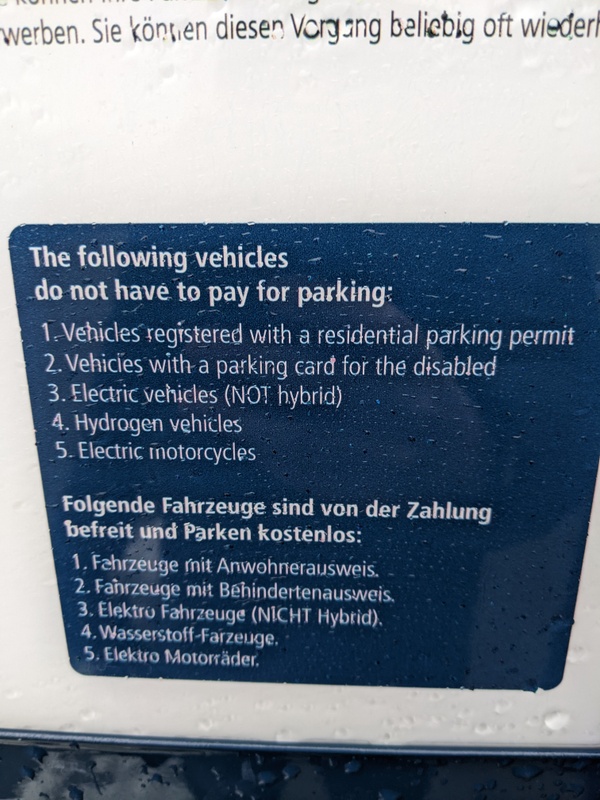 werben. Sie können diesen Vorgang beliebig oft
The following vehicles
do not have to pay for parking:
1. Vehicles registered with a residential parking permit
2. Vehicles with a parking card for the disabled
3. Electric vehicles (NOT hybrid)
4. Hydrogen vehicles
5. Electric motorcycles
Folgende Fahrzeuge sind von der Zahlung
befreit und Parken kostenlos:
1. Fahrzeuge mit Anwohnerausweis.
2. Fahrzeuge mit Behindertenausweis.
3. Elektro Fahrzeuge (NICHT Hybrid).
4. Wasserstoff-Farzeuge.
5. Elektro Motorräder.